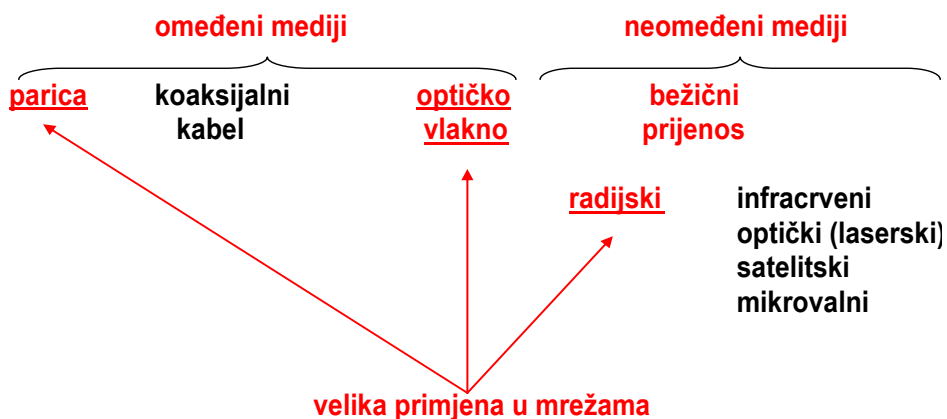 omeđeni mediji
neomeđeni mediji
parica
koaksijalni
kabel
optičko
vlakno
bežični
prijenos
radijski
infracrveni
optički (laserski)
satelitski
mikrovalni
velika primjena u mrežama